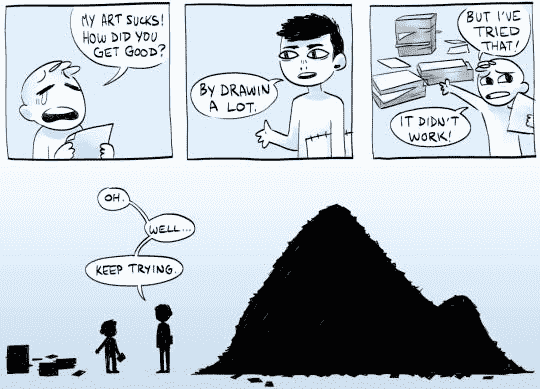 MY ART SUCKS!
HOW DID YOU
GET GOOD?
BY DRAWIN
A LOT.
BUT I'VE
TRIED
THAT!
IT DIDN'T
WORK!
OH.
WELL...
KEEP TRYING.